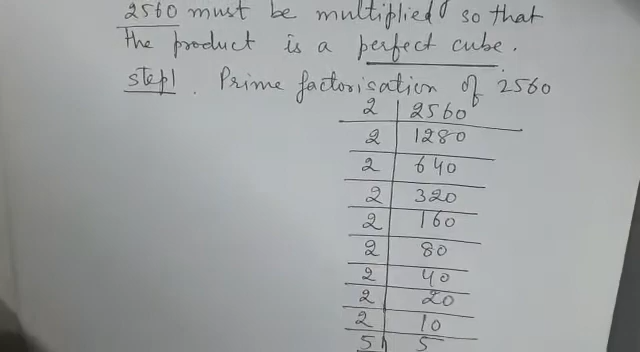 2560 must be multiplied so that
the product is a perfect cube.
step1. Prime factorisation of 2560
2 | 2560
2 | 1280
2 | 640
2 | 320
2 | 160
2 | 80
2 | 40
2 | 20
2 | 10
5 | 5